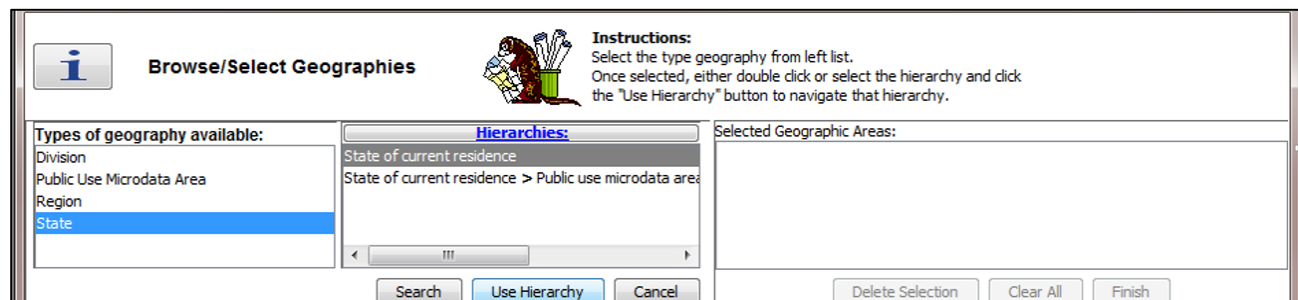 Browse/Select Geographies
Instructions:
Select the type geography from left list.
Once selected, either double click or select the hierarchy and click
the "Use Hierarchy" button to navigate that hierarchy.
Types of geography available:
Division
Public Use Microdata Area
Region
State
Hierarchies:
State of current residence
State of current residence > Public use microdata area
Selected Geographic Areas:
Search
Use Hierarchy
Cancel
Delete Selection
Clear All
Finish